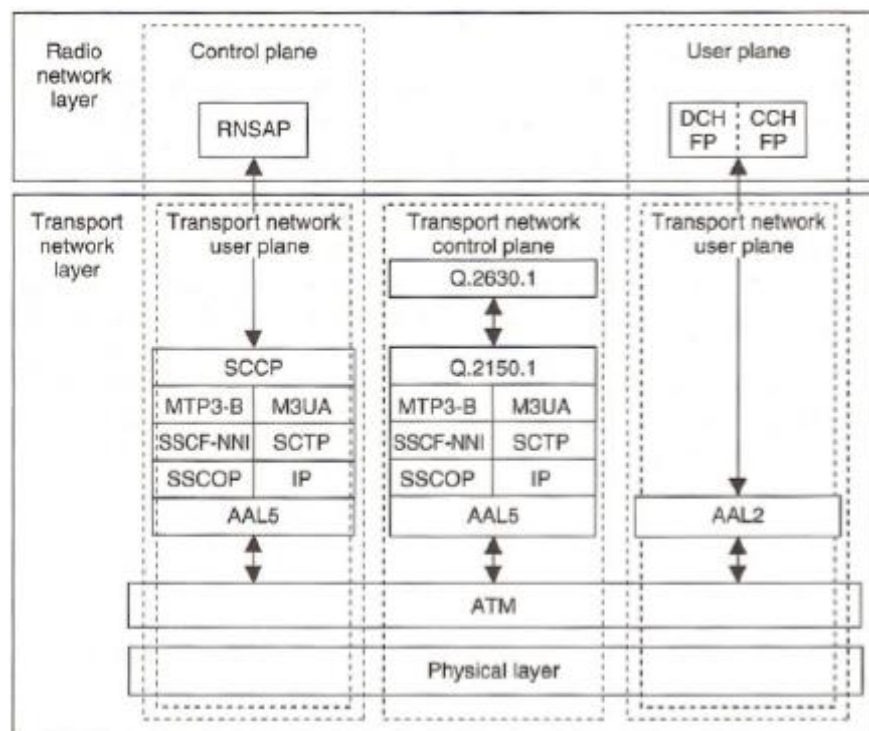 Radio
network
layer
Control plane
User plane
RNSAP
DCH
FP
CCH
FP
Transport
network
layer
Transport network
user plane
Transport network
control plane
Transport network
user plane
Q.2630.1
SCCP
Q.2150.1
MTP3-B
M3UA
MTP3-B
M3UA
SSCF-NNI
SCTP
SSCF-NNI
SCTP
SSCOP
IP
SSCOP
IP
AAL5
AAL5
AAL2
ATM
Physical layer